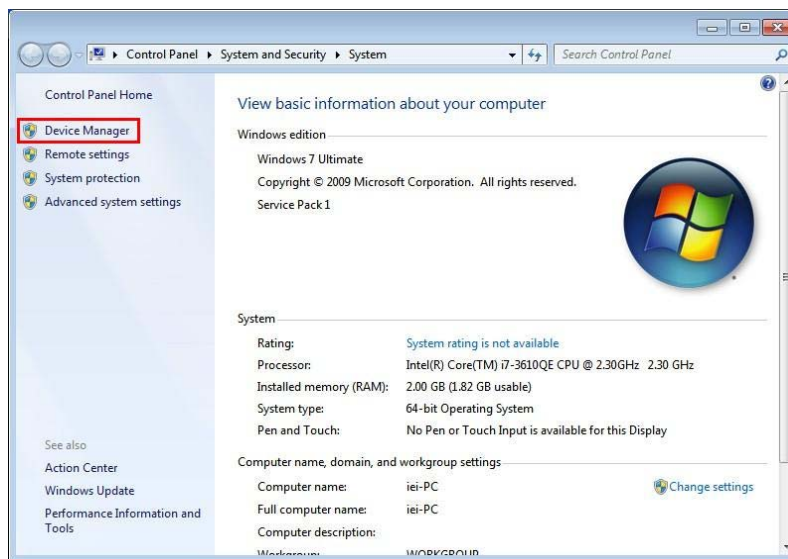 Control Panel ▸ System and Security ▸ System
Search Control Panel
Control Panel Home
Device Manager
Remote settings
System protection
Advanced system settings
See also
Action Center
Windows Update
Performance Information and
Tools
View basic information about your computer
Windows edition
Windows 7 Ultimate
Copyright © 2009 Microsoft Corporation. All rights reserved.
Service Pack 1
System
Rating: System rating is not available
Processor: Intel(R) Core(TM) i7-3610QE CPU @ 2.30GHz 2.30 GHz
Installed memory (RAM): 2.00 GB (1.82 GB usable)
System type: 64-bit Operating System
Pen and Touch: No Pen or Touch Input is available for this Display
Computer name, domain, and workgroup settings
Computer name: iei-PC
Change settings
Full computer name: iei-PC
Computer description:
Workgroup: WORKGROUP